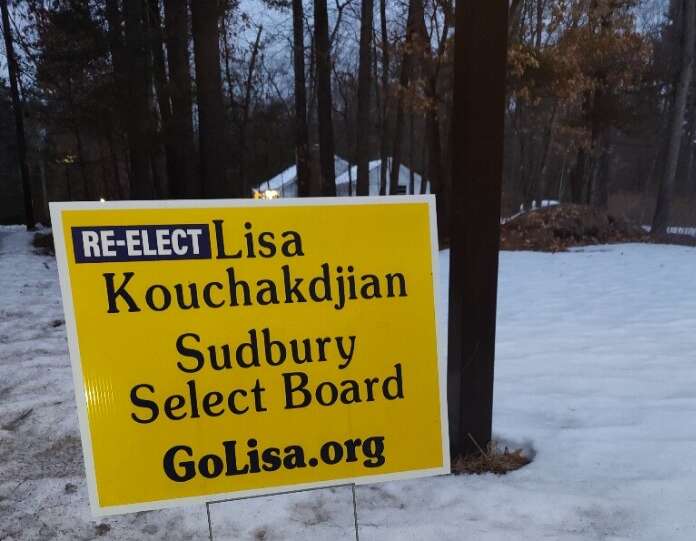 RE-ELECT Lisa
Kouchakdjian
Sudbury
Select Board
GoLisa.org